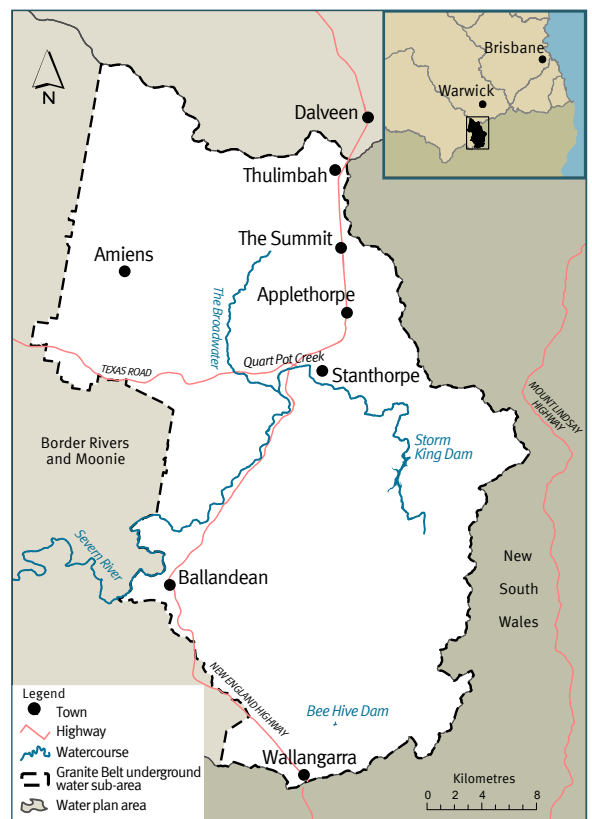 N
Brisbane
Warwick
Dalveen
Thulimbah
The Summit
Amiens
The Broadwater
Applethorpe
Quart Pot Creek
TEXAS ROAD
Stanthorpe
MOUNT LINDSAY
HIGHWAY
Border Rivers
and Moonie
Storm
King Dam
Severn River
New
South
Wales
Ballandean
NEW ENGLAND HIGHWAY
Bee Hive Dam
Wallangarra
Legend
Town
Highway
Watercourse
Granite Belt underground
water sub-area
Water plan area
Kilometres
0 2 4 8